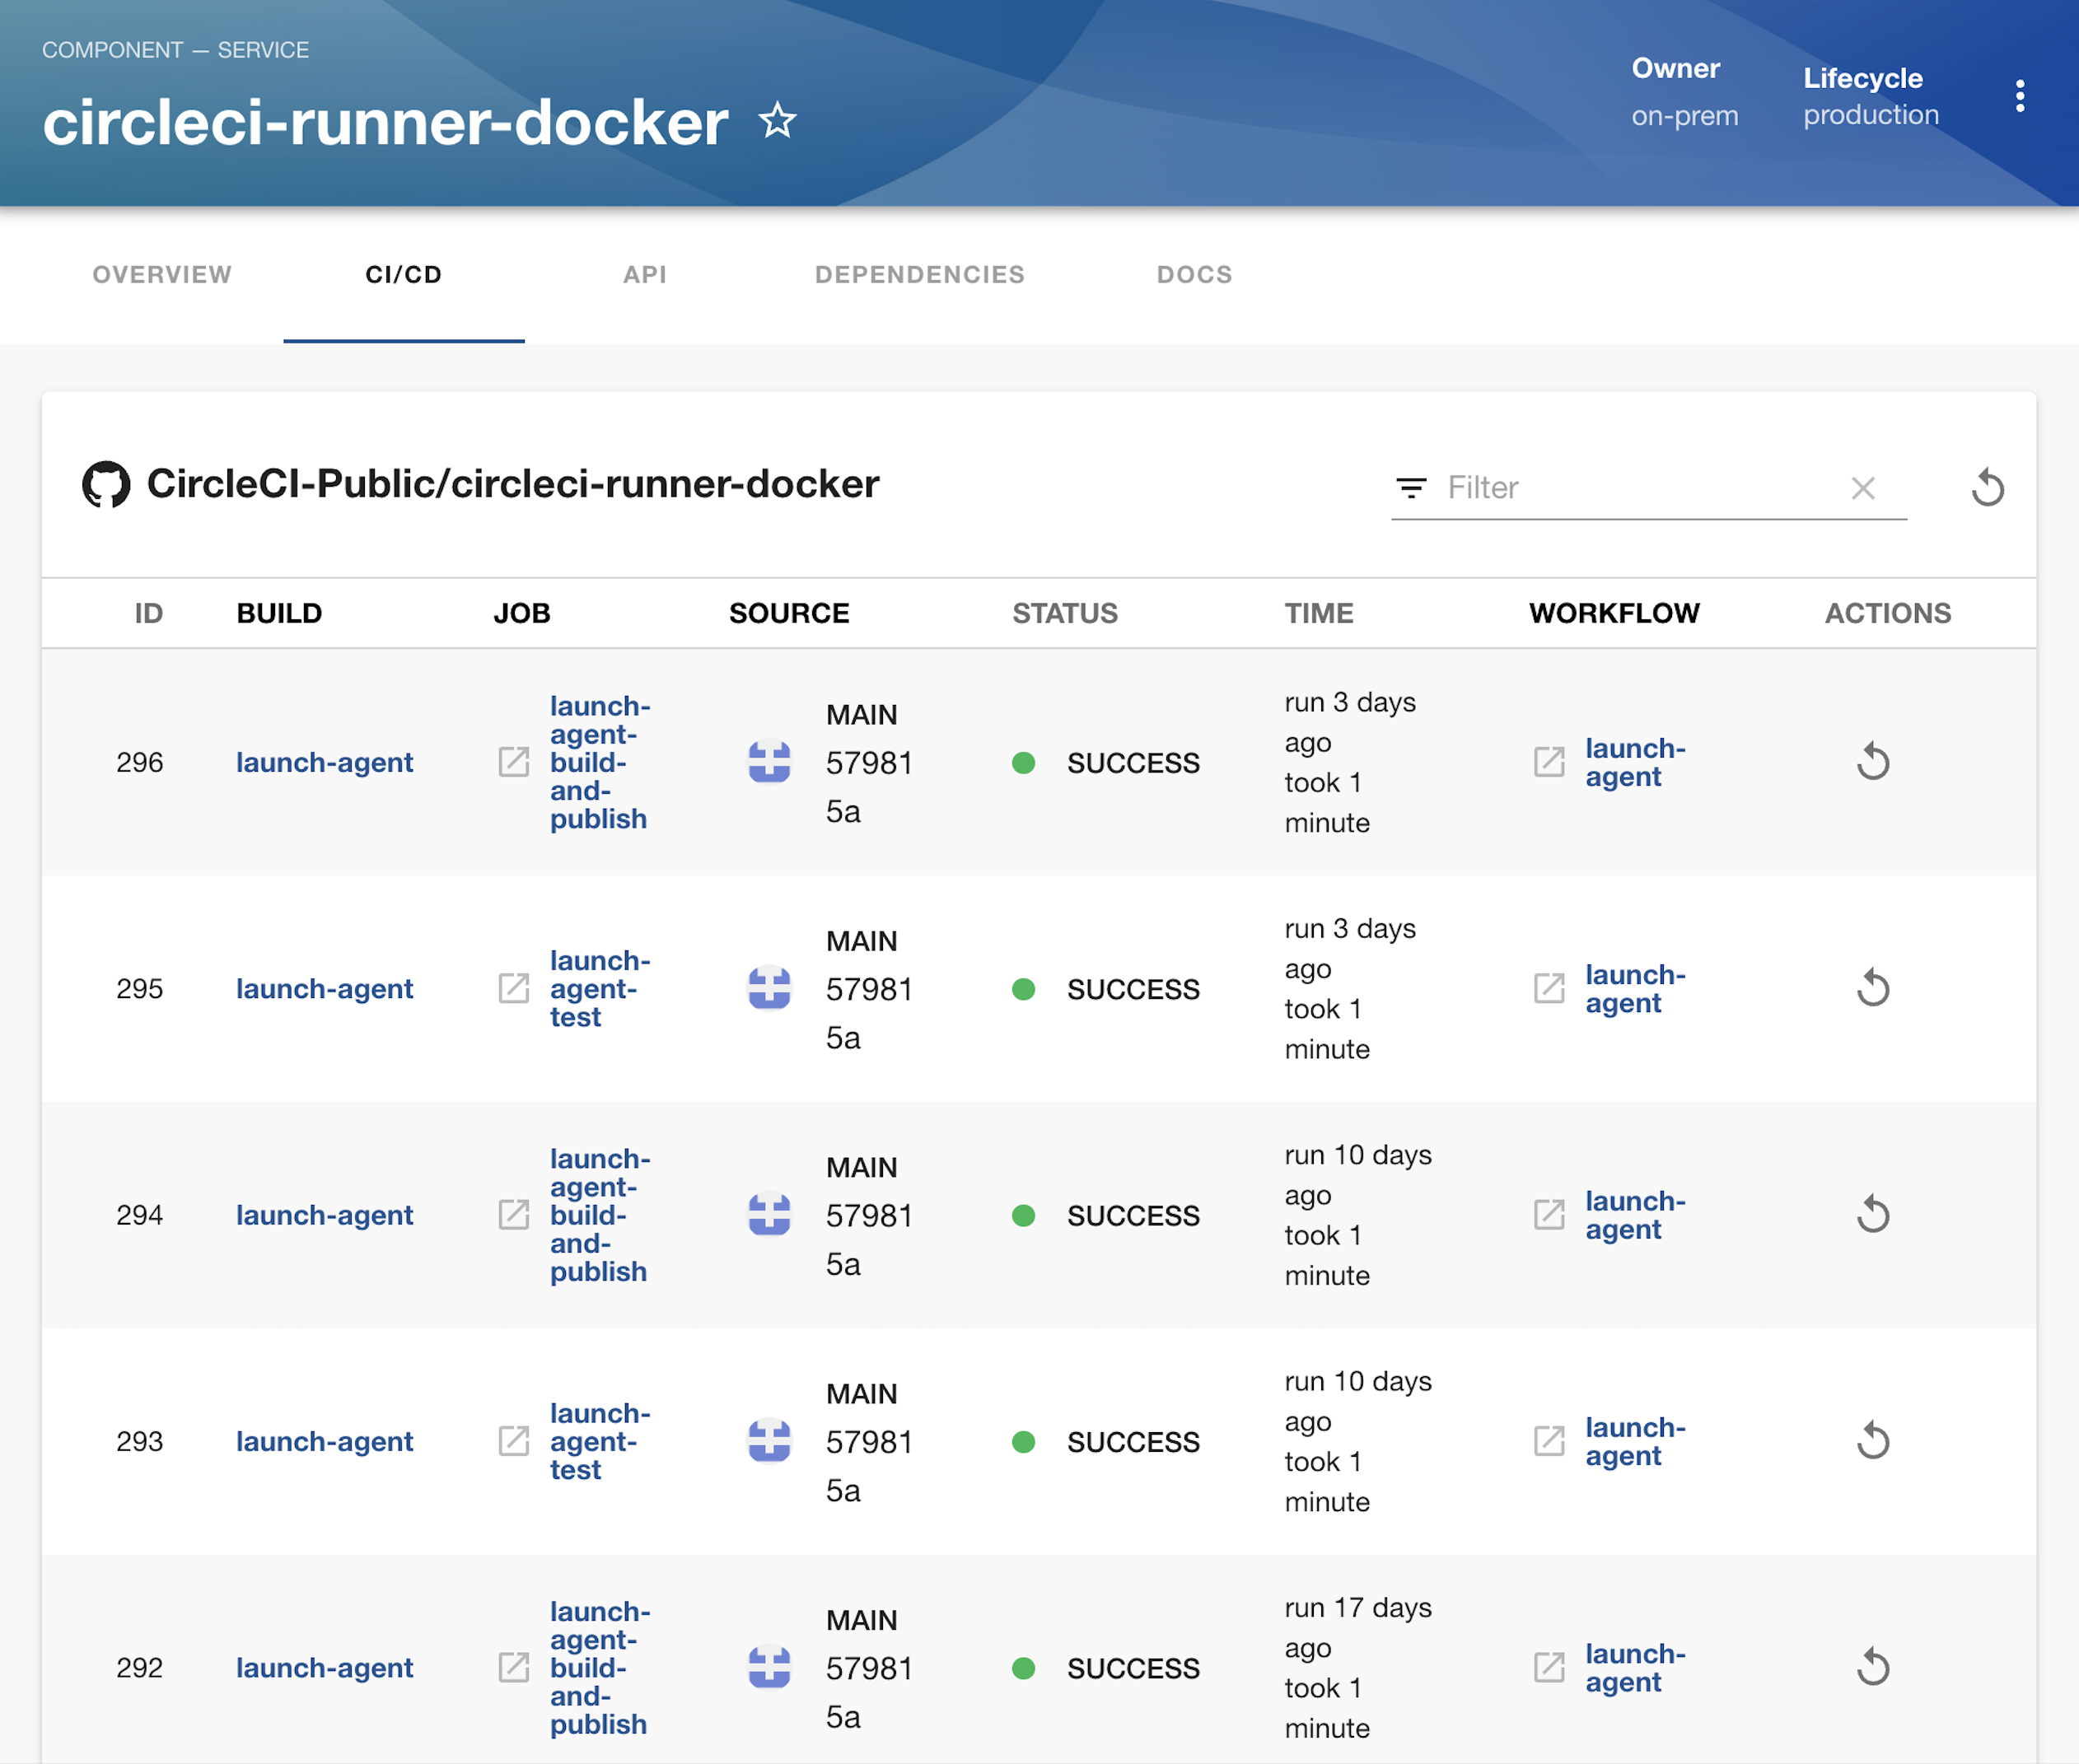 COMPONENT — SERVICE
circleci-runner-docker
Owner
on-prem
Lifecycle
production
OVERVIEW
CI/CD
API
DEPENDENCIES
DOCS
CircleCI-Public/circleci-runner-docker
Filter
ID
BUILD
JOB
SOURCE
STATUS
TIME
WORKFLOW
ACTIONS
296
launch-agent
launch-
agent-
build-
and-
publish
MAIN
57981
5a
SUCCESS
run 3 days
ago
took 1
minute
launch-
agent
295
launch-agent
launch-
agent-
test
MAIN
57981
5a
SUCCESS
run 3 days
ago
took 1
minute
launch-
agent
294
launch-agent
launch-
agent-
build-
and-
publish
MAIN
57981
5a
SUCCESS
run 10 days
ago
took 1
minute
launch-
agent
293
launch-agent
launch-
agent-
test
MAIN
57981
5a
SUCCESS
run 10 days
ago
took 1
minute
launch-
agent
292
launch-agent
launch-
agent-
build-
and-
publish
MAIN
57981
5a
SUCCESS
run 17 days
ago
took 1
minute
launch-
agent